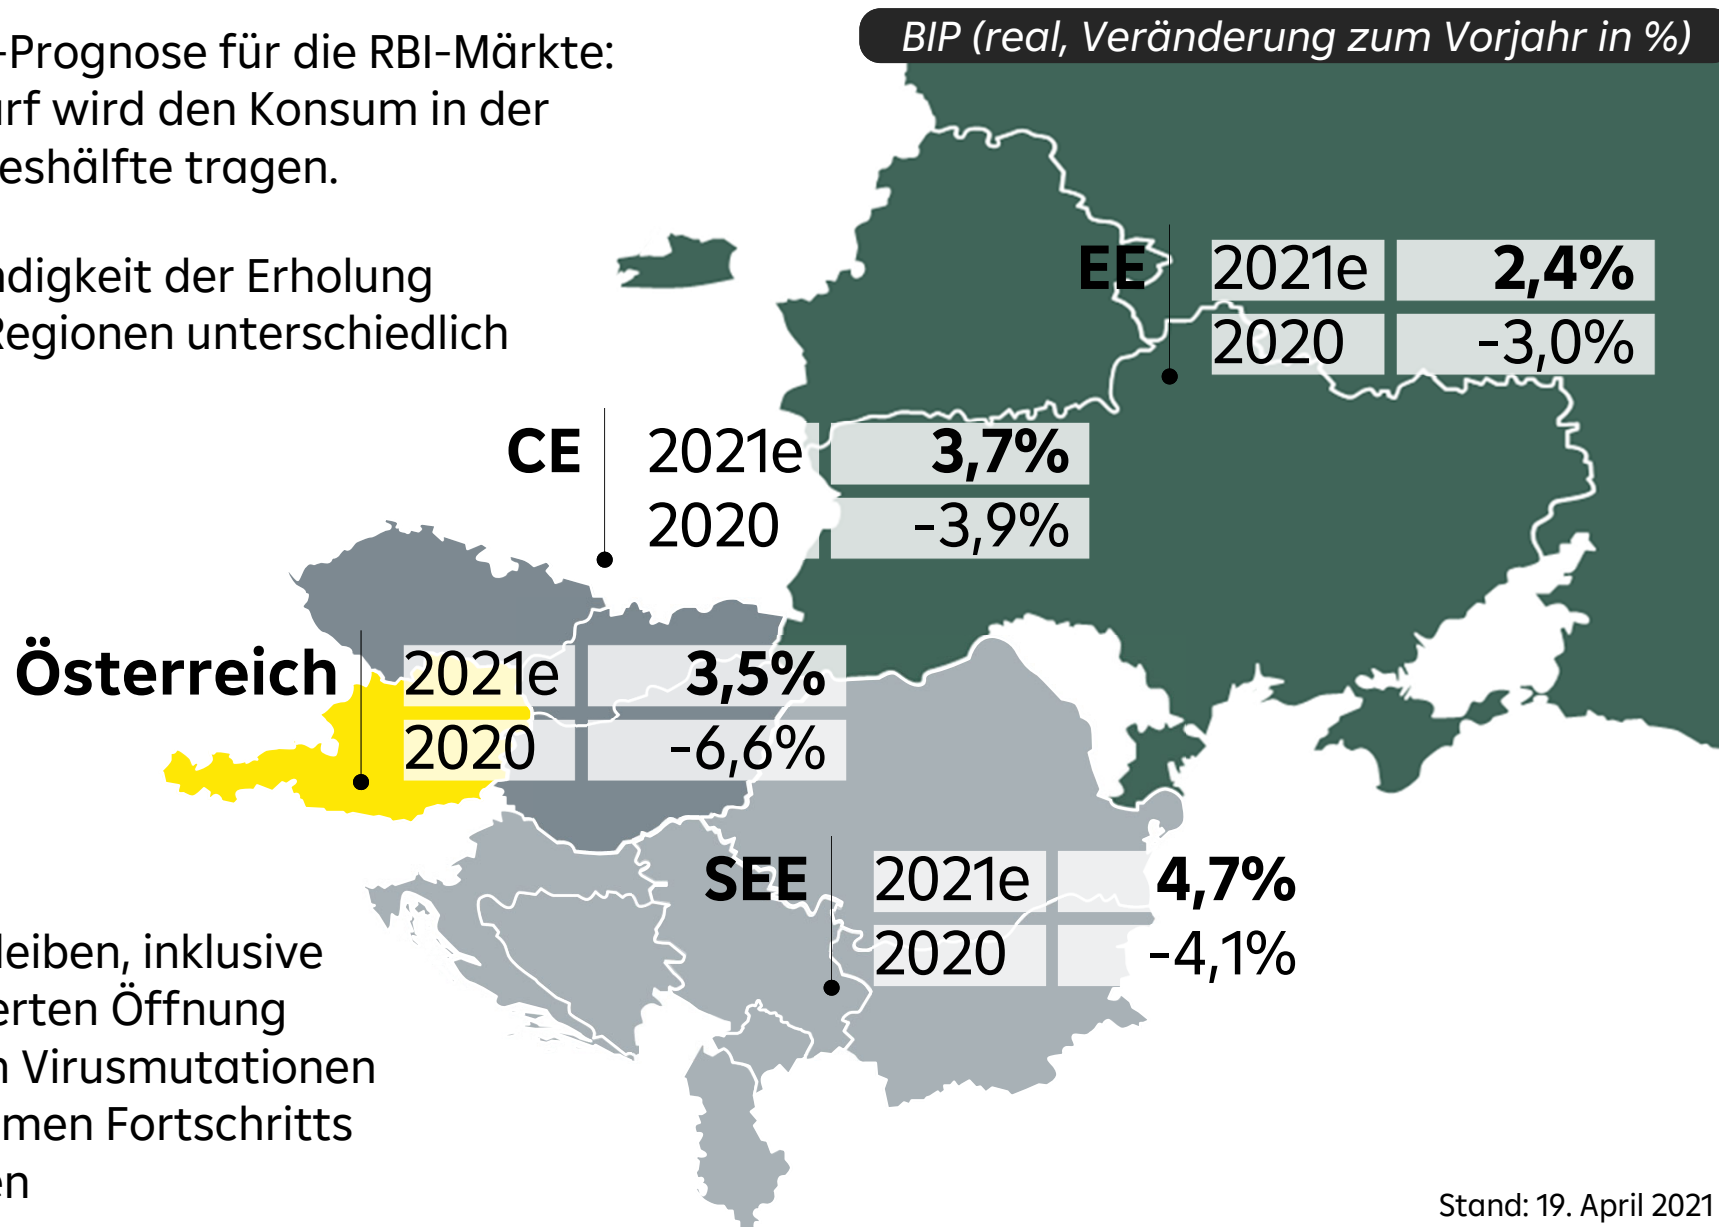 BIP (real, Veränderung zum Vorjahr in %)
-Prognose für die RBI-Märkte:
rf wird den Konsum in der
eshälfte tragen.
ndigkeit der Erholung
Regionen unterschiedlich
EE 2021e 2,4%
2020 -3,0%
CE 2021e 3,7%
2020 -3,9%
Österreich 2021e 3,5%
2020 -6,6%
SEE 2021e 4,7%
2020 -4,1%
leiben, inklusive
erten Öffnung
n Virusmutationen
men Fortschritts
en
Stand: 19. April 2021